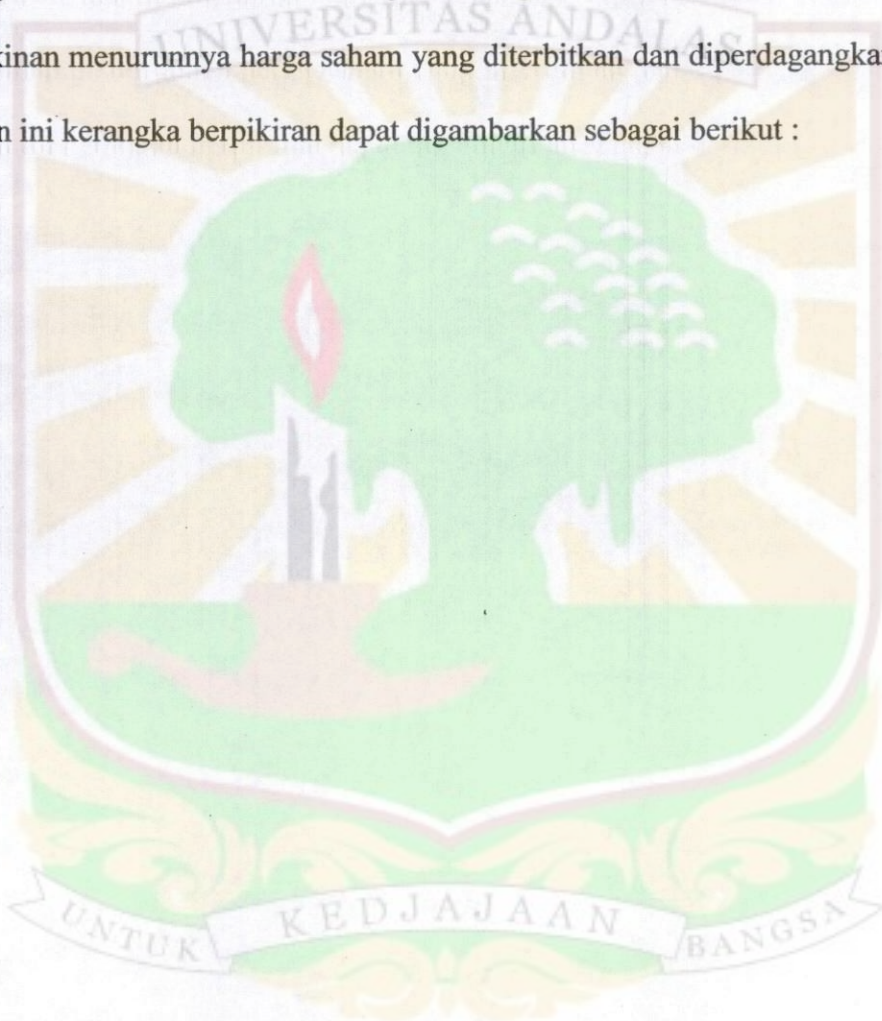 UNIVERSITAS ANDALAS
kinan menurunnya harga saham yang diterbitkan dan diperdagangka
n ini kerangka berpikiran dapat digambarkan sebagai berikut :
UNTUK KEDJAJAAN BANGSA